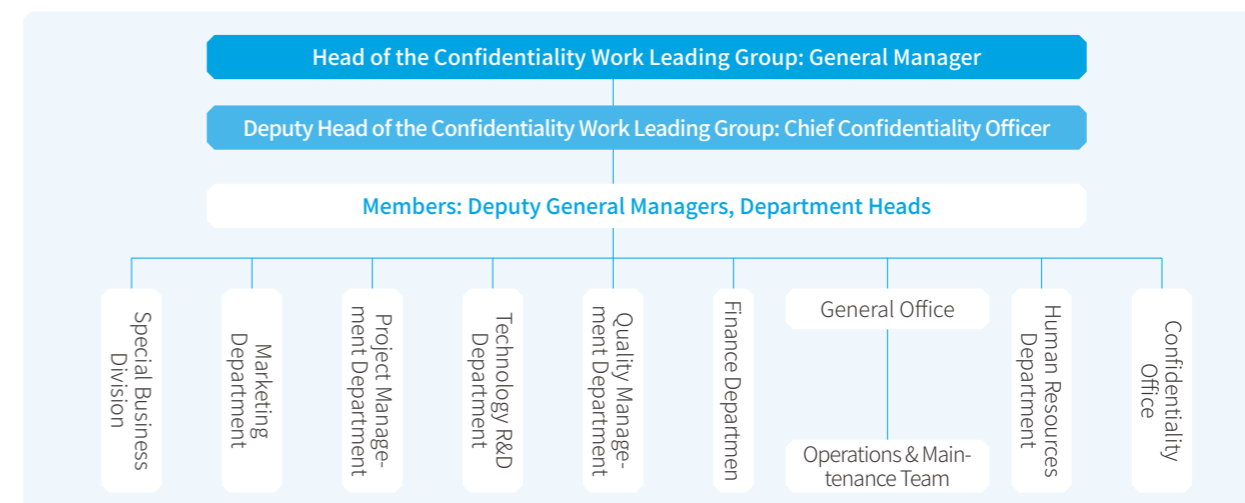 Head of the Confidentiality Work Leading Group: General Manager
Deputy Head of the Confidentiality Work Leading Group: Chief Confidentiality Officer
Members: Deputy General Managers, Department Heads
Special Business
Division
Marketing
Department
Project Manage-
ment Department
Technology R&D
Department
Quality Manage-
ment Department
Finance Departmen
General Office
Operations & Main-
tenance Team
Human Resources
Department
Confidentiality
Office